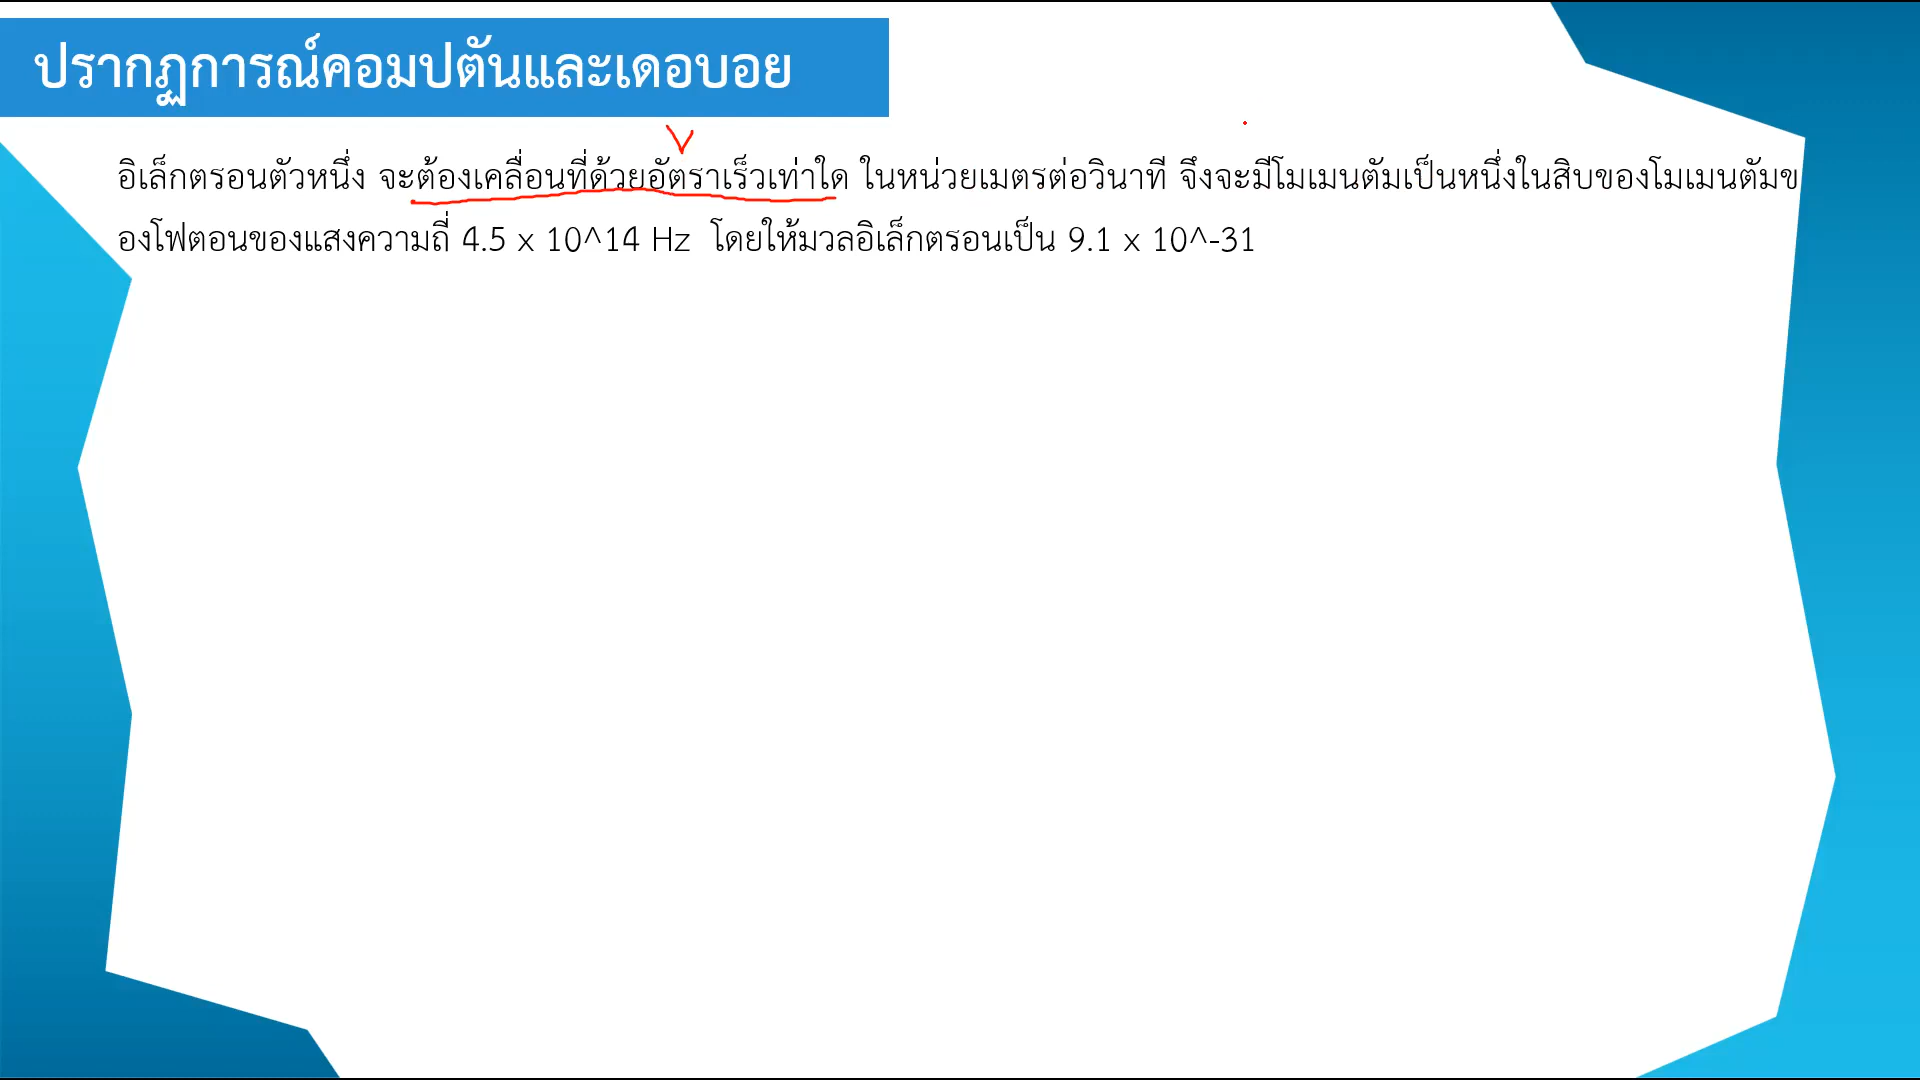 ปรากฏการณ์คอมปตันและเดอบอย
v
อิเล็กตรอนตัวหนึ่ง จะต้องเคลื่อนที่ด้วยอัตราเร็วเท่าใด ในหน่วยเมตรต่อวินาที จึงจะมีโมเมนตัมเป็นหนึ่งในสิบของโมเมนตัมข
องโฟตอนของแสงความถี่ 4.5 x 10^14 Hz โดยให้มวลอิเล็กตรอนเป็น 9.1 x 10^-31